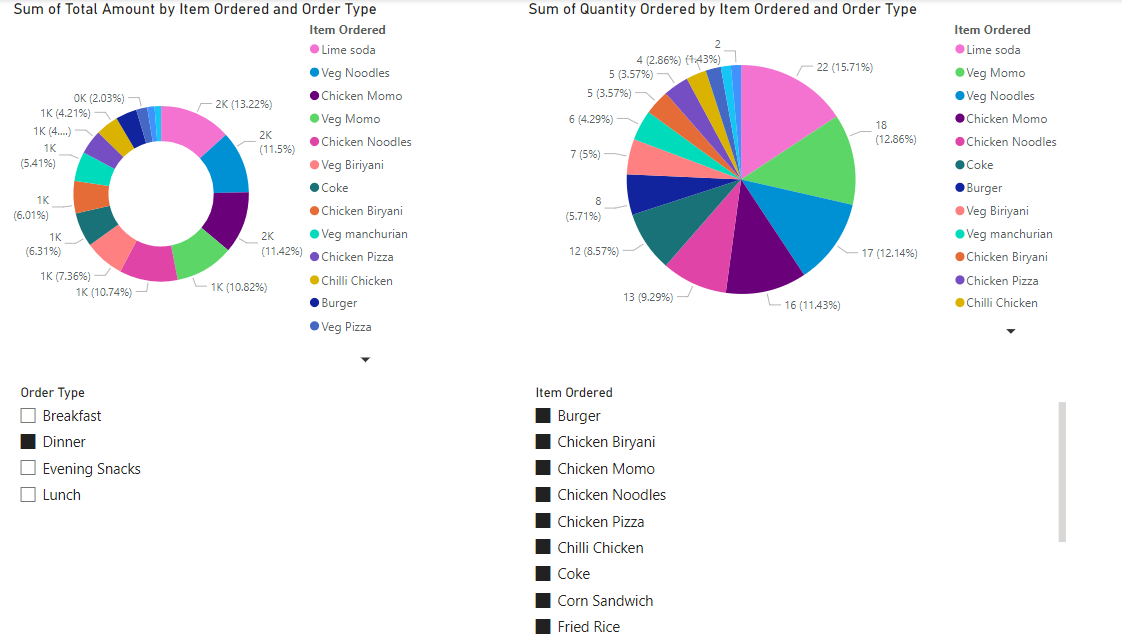 Sum of Total Amount by Item Ordered and Order Type
Item Ordered
Lime soda
Veg Noodles
Chicken Momo
Veg Momo
Chicken Noodles
Veg Biriyani
Coke
Chicken Biryani
Veg manchurian
Chicken Pizza
Chilli Chicken
Burger
Veg Pizza
2K (13.22%)
2K
(11.5%)
2K
(11.42%)
1K (10.82%)
1K (10.74%)
1K (7.36%)
1K
(6.31%)
1K
(6.01%)
1K
(5.41%)
1K (4....)
1K (4.21%)
0K (2.03%)
Sum of Quantity Ordered by Item Ordered and Order Type
Item Ordered
Lime soda
Veg Momo
Veg Noodles
Chicken Momo
Chicken Noodles
Coke
Burger
Veg Biriyani
Veg manchurian
Chicken Biryani
Chicken Pizza
Chilli Chicken
22 (15.71%)
18
(12.86%)
17 (12.14%)
16 (11.43%)
13 (9.29%)
12 (8.57%)
8
(5.71%)
7 (5%)
6 (4.29%)
5 (3.57%)
5 (3.57%)
4 (2.86%)
2
(1.43%)
Order Type
Breakfast
Dinner
Evening Snacks
Lunch
Item Ordered
Burger
Chicken Biryani
Chicken Momo
Chicken Noodles
Chicken Pizza
Chilli Chicken
Coke
Corn Sandwich
Fried Rice